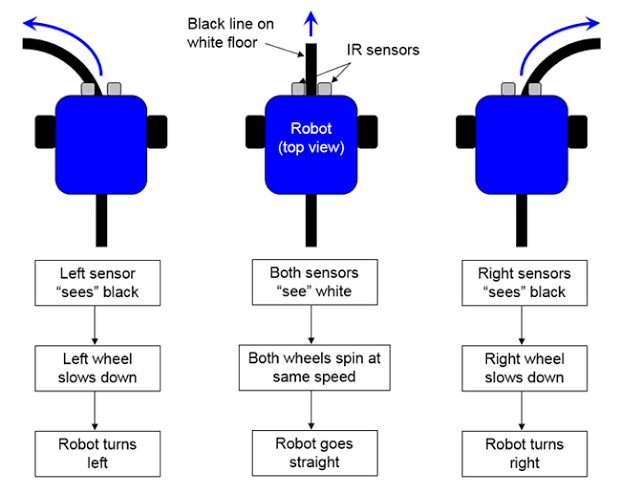 Black line on
white floor
IR sensors
Robot
(top view)
Left sensor
“sees” black
Both sensors
“see” white
Right sensors
“sees” black
Left wheel
slows down
Both wheels spin at
same speed
Right wheel
slows down
Robot turns
left
Robot goes
straight
Robot turns
right